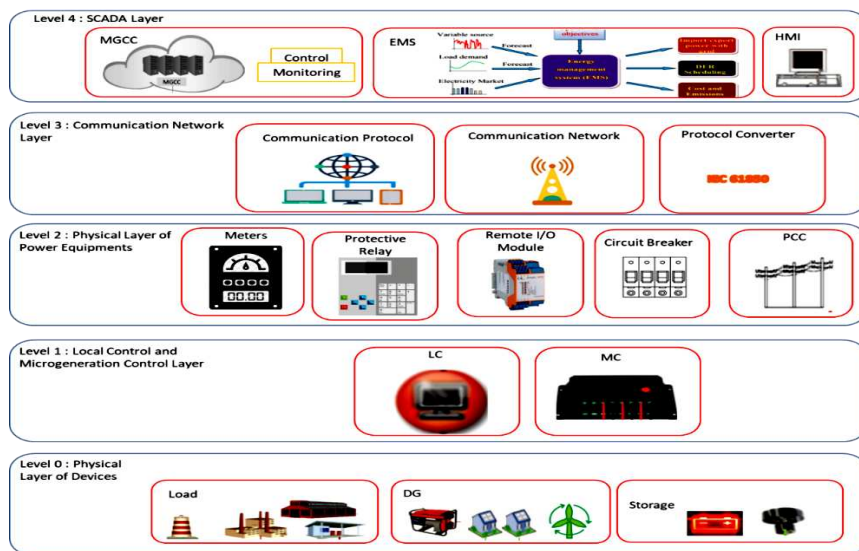 Level 4 : SCADA Layer
MGCC
MGCC
Control
Monitoring
EMS
Variable source
Forecast
Load demand
Forecast
Electricity Market
objectives
Energy
management
system (EMS)
Import/export
power with
DER
Scheduling
Cost and
Emissions
HMI
Level 3 : Communication Network
Layer
Communication Protocol
Communication Network
Protocol Converter
IEC 61850
Level 2 : Physical Layer of
Power Equipments
Meters
00.00
Protective
Relay
Remote I/O
Module
Circuit Breaker
PCC
Level 1 : Local Control and
Microgeneration Control Layer
LC
MC
Level 0 : Physical
Layer of Devices
Load
DG
Storage